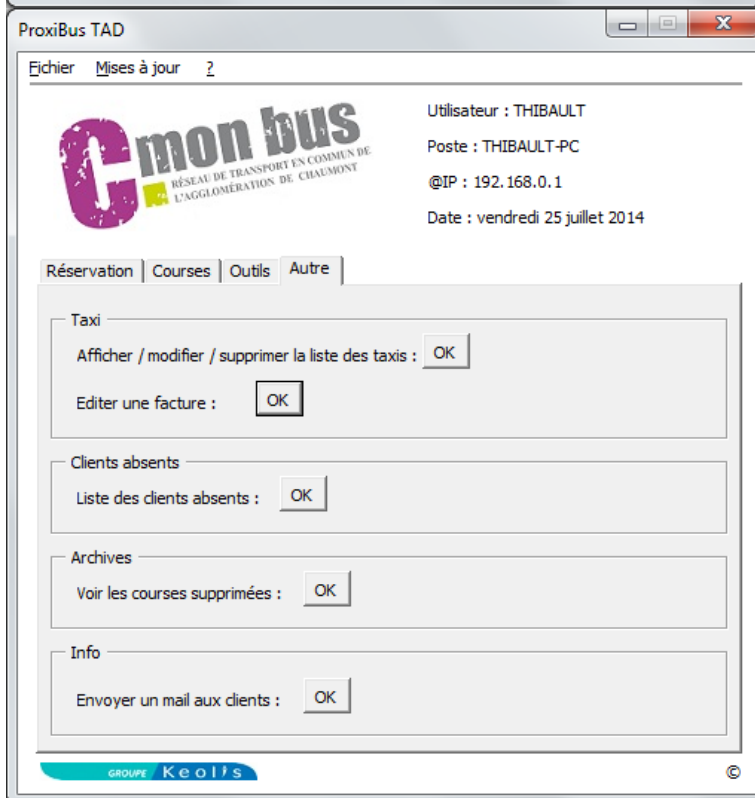 ProxiBus TAD
Fichier Mises à jour ?
Cmon bus
RÉSEAU DE TRANSPORT EN COMMUN DE
L'AGGLOMÉRATION DE CHAUMONT
Utilisateur : THIBAULT
Poste : THIBAULT-PC
@IP : 192.168.0.1
Date : vendredi 25 juillet 2014
Réservation Courses Outils Autre
Taxi
Afficher / modifier / supprimer la liste des taxis : OK
Editer une facture : OK
Clients absents
Liste des clients absents : OK
Archives
Voir les courses supprimées : OK
Info
Envoyer un mail aux clients : OK
GROUPE Keolis ©